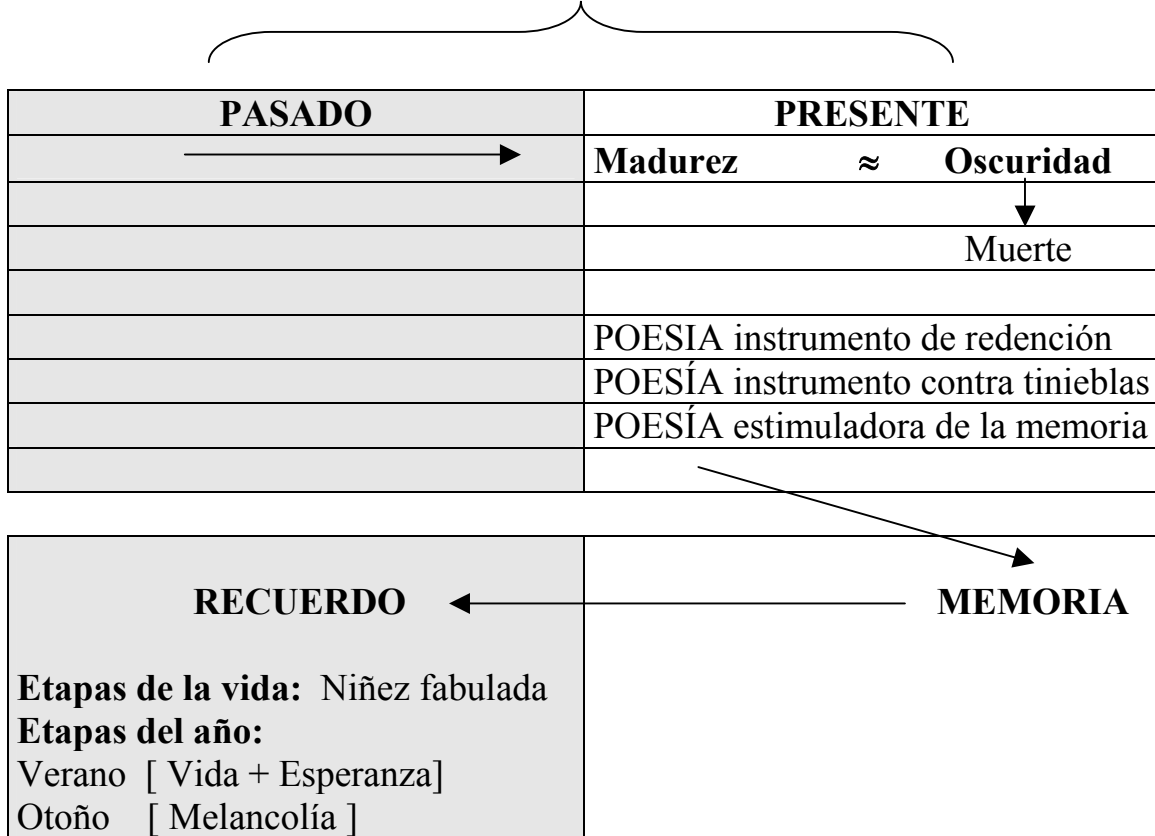 PASADO PRESENTE
Madurez ≈ Oscuridad
Muerte
POESIA instrumento de redención
POESÍA instrumento contra tinieblas
POESÍA estimuladora de la memoria
RECUERDO MEMORIA
Etapas de la vida: Niñez fabulada
Etapas del año:
Verano [ Vida + Esperanza]
Otoño [ Melancolía ]